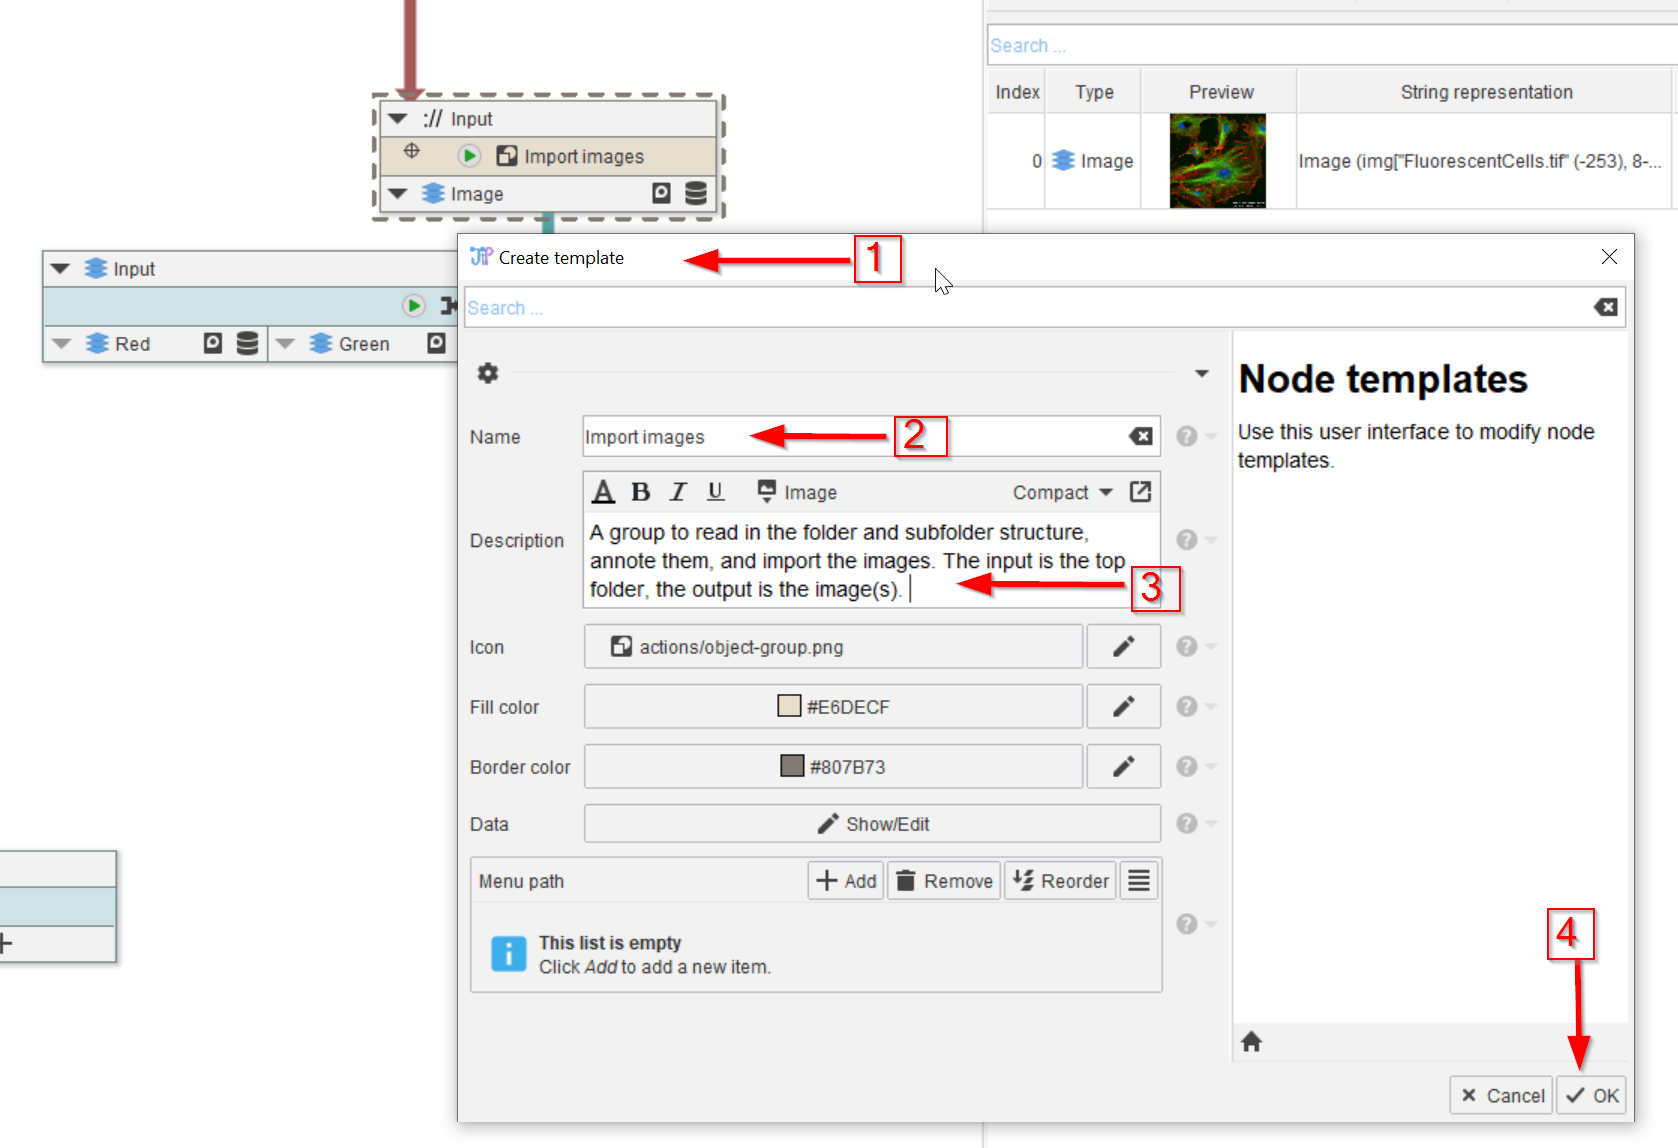 Search ...
Index Type Preview String representation
0 Image Image (img["FluorescentCells.tif" (-253), 8-...
:// Input
Import images
Image
Input
Red Green
JIP Create template 1
Search ...
Node templates
Use this user interface to modify node
templates.
Name Import images 2
A B I U Image Compact
Description
A group to read in the folder and subfolder structure,
annote them, and import the images. The input is the top
folder, the output is the image(s). 3
Icon actions/object-group.png
Fill color #E6DECF
Border color #807B73
Data Show/Edit
Menu path Add Remove Reorder
This list is empty
Click Add to add a new item.
4
Cancel OK